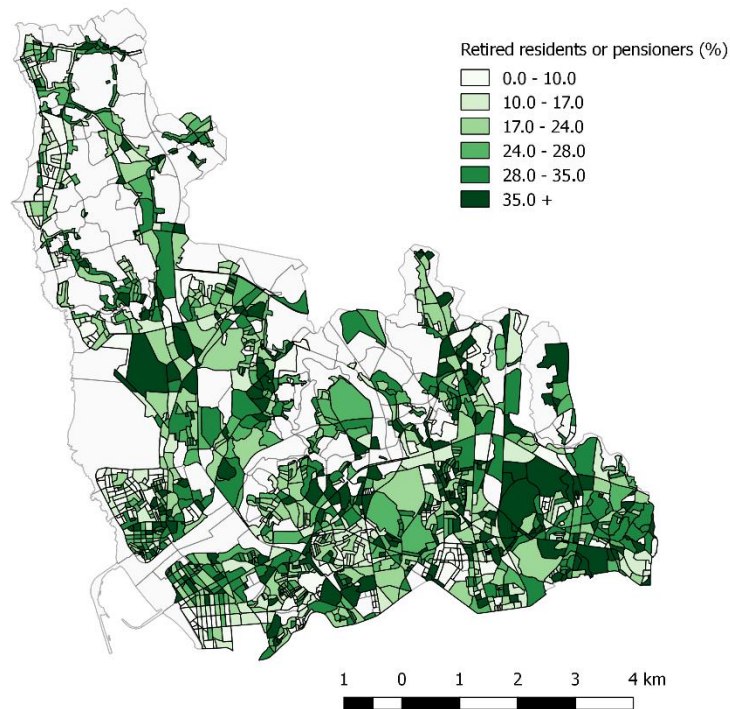 Retired residents or pensioners (%)
0.0 - 10.0
10.0 - 17.0
17.0 - 24.0
24.0 - 28.0
28.0 - 35.0
35.0 +
1 0 1 2 3 4 km